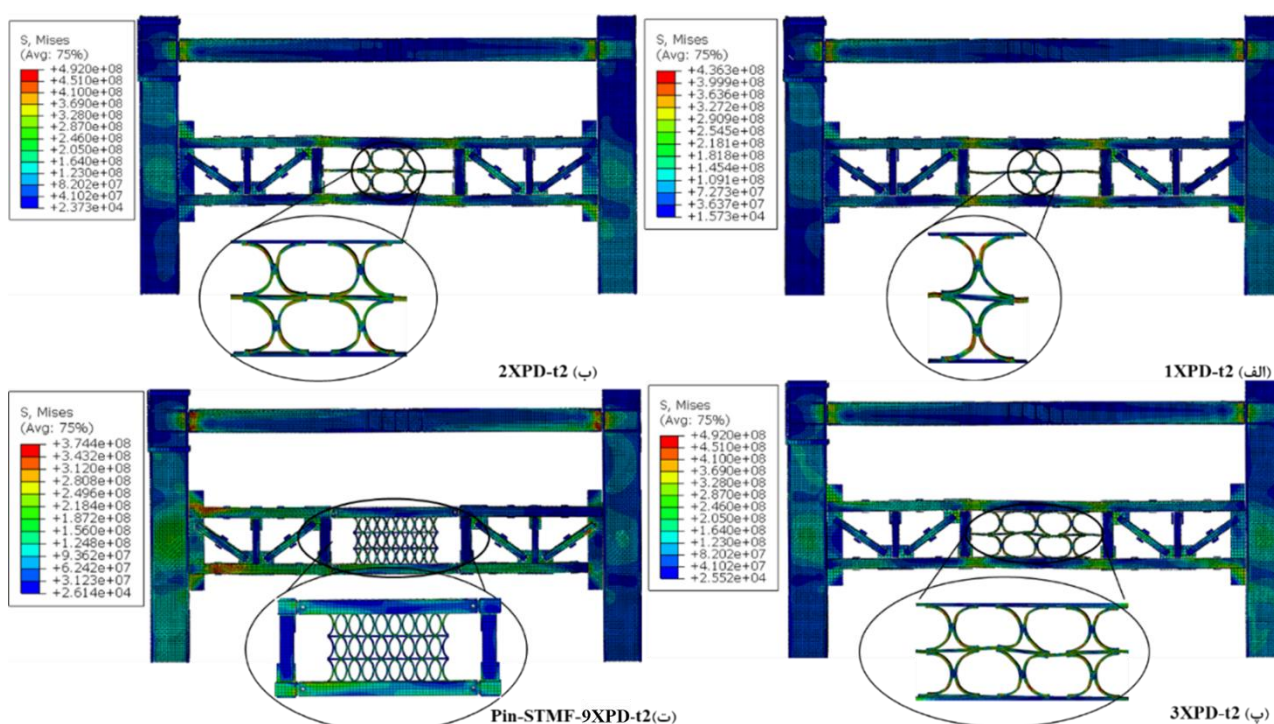 S, Mises
(Avg: 75%)
+4.920e+08
+4.510e+08
+4.100e+08
+3.690e+08
+3.280e+08
+2.870e+08
+2.460e+08
+2.050e+08
+1.640e+08
+1.230e+08
+8.202e+07
+4.102e+07
+2.373e+04
2XPD-t2 (ب)
S, Mises
(Avg: 75%)
+4.363e+08
+3.999e+08
+3.636e+08
+3.272e+08
+2.909e+08
+2.545e+08
+2.181e+08
+1.818e+08
+1.454e+08
+1.091e+08
+7.273e+07
+3.637e+07
+1.573e+04
1XPD-t2 (الف)
S, Mises
(Avg: 75%)
+3.744e+08
+3.432e+08
+3.120e+08
+2.808e+08
+2.496e+08
+2.184e+08
+1.872e+08
+1.560e+08
+1.248e+08
+9.362e+07
+6.242e+07
+3.123e+07
+2.614e+04
Pin-STMF-9XPD-t2(ت)
S, Mises
(Avg: 75%)
+4.920e+08
+4.510e+08
+4.100e+08
+3.690e+08
+3.280e+08
+2.870e+08
+2.460e+08
+2.050e+08
+1.640e+08
+1.230e+08
+8.202e+07
+4.102e+07
+2.552e+04
3XPD-t2 (پ)